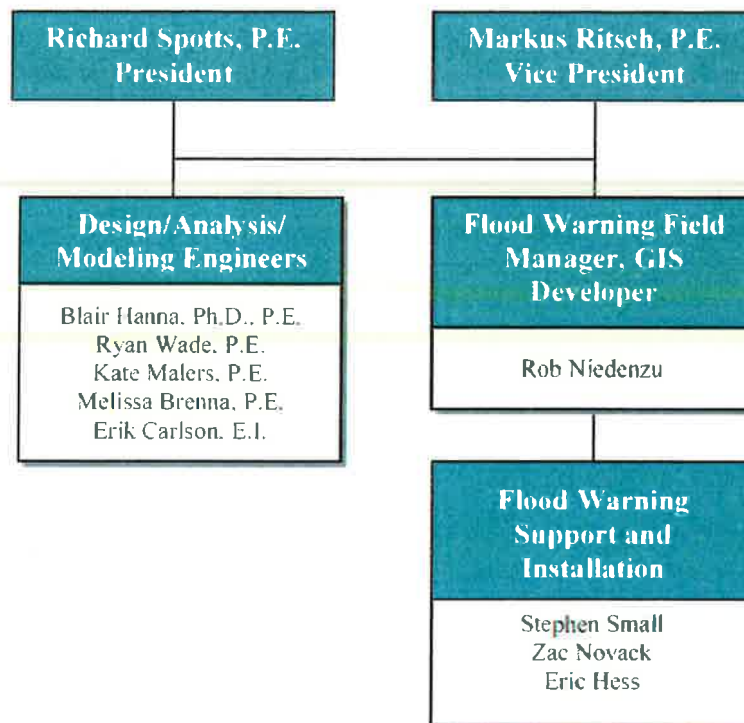 Richard Spotts, P.E.
President
Markus Ritsch, P.E.
Vice President
Design/Analysis/
Modeling Engineers
Blair Hanna, Ph.D., P.E.
Ryan Wade, P.E.
Kate Malers, P.E.
Melissa Brenna, P.E.
Erik Carlson, E.I.
Flood Warning Field
Manager, GIS
Developer
Rob Niedenzu
Flood Warning
Support and
Installation
Stephen Small
Zac Novack
Eric Hess